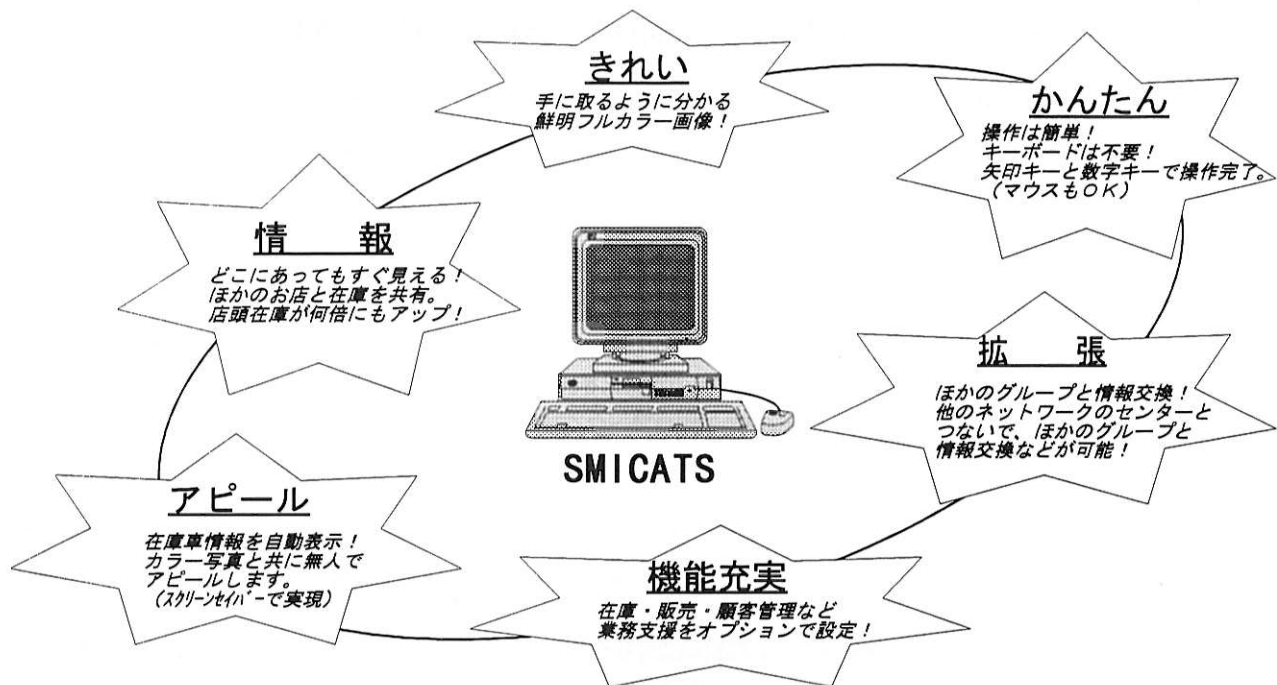 きれい
手に取るように分かる
鮮明フルカラー画像！
かんたん
操作は簡単！
キーボードは不要！
矢印キーと数字キーで操作完了。
（マウスもＯＫ）
情　報
どこにあってもすぐ見える！
ほかのお店と在庫を共有。
店頭在庫が何倍にもアップ！
拡　張
ほかのグループと情報交換！
他のネットワークのセンターと
つないで、ほかのグループと
情報交換などが可能！
SMICATS
アピール
在庫車情報を自動表示！
カラー写真と共に無人で
アピールします。
（ｽｸﾘｰﾝｾｲﾊﾞｰで実現）
機能充実
在庫・販売・顧客管理など
業務支援をオプションで設定！